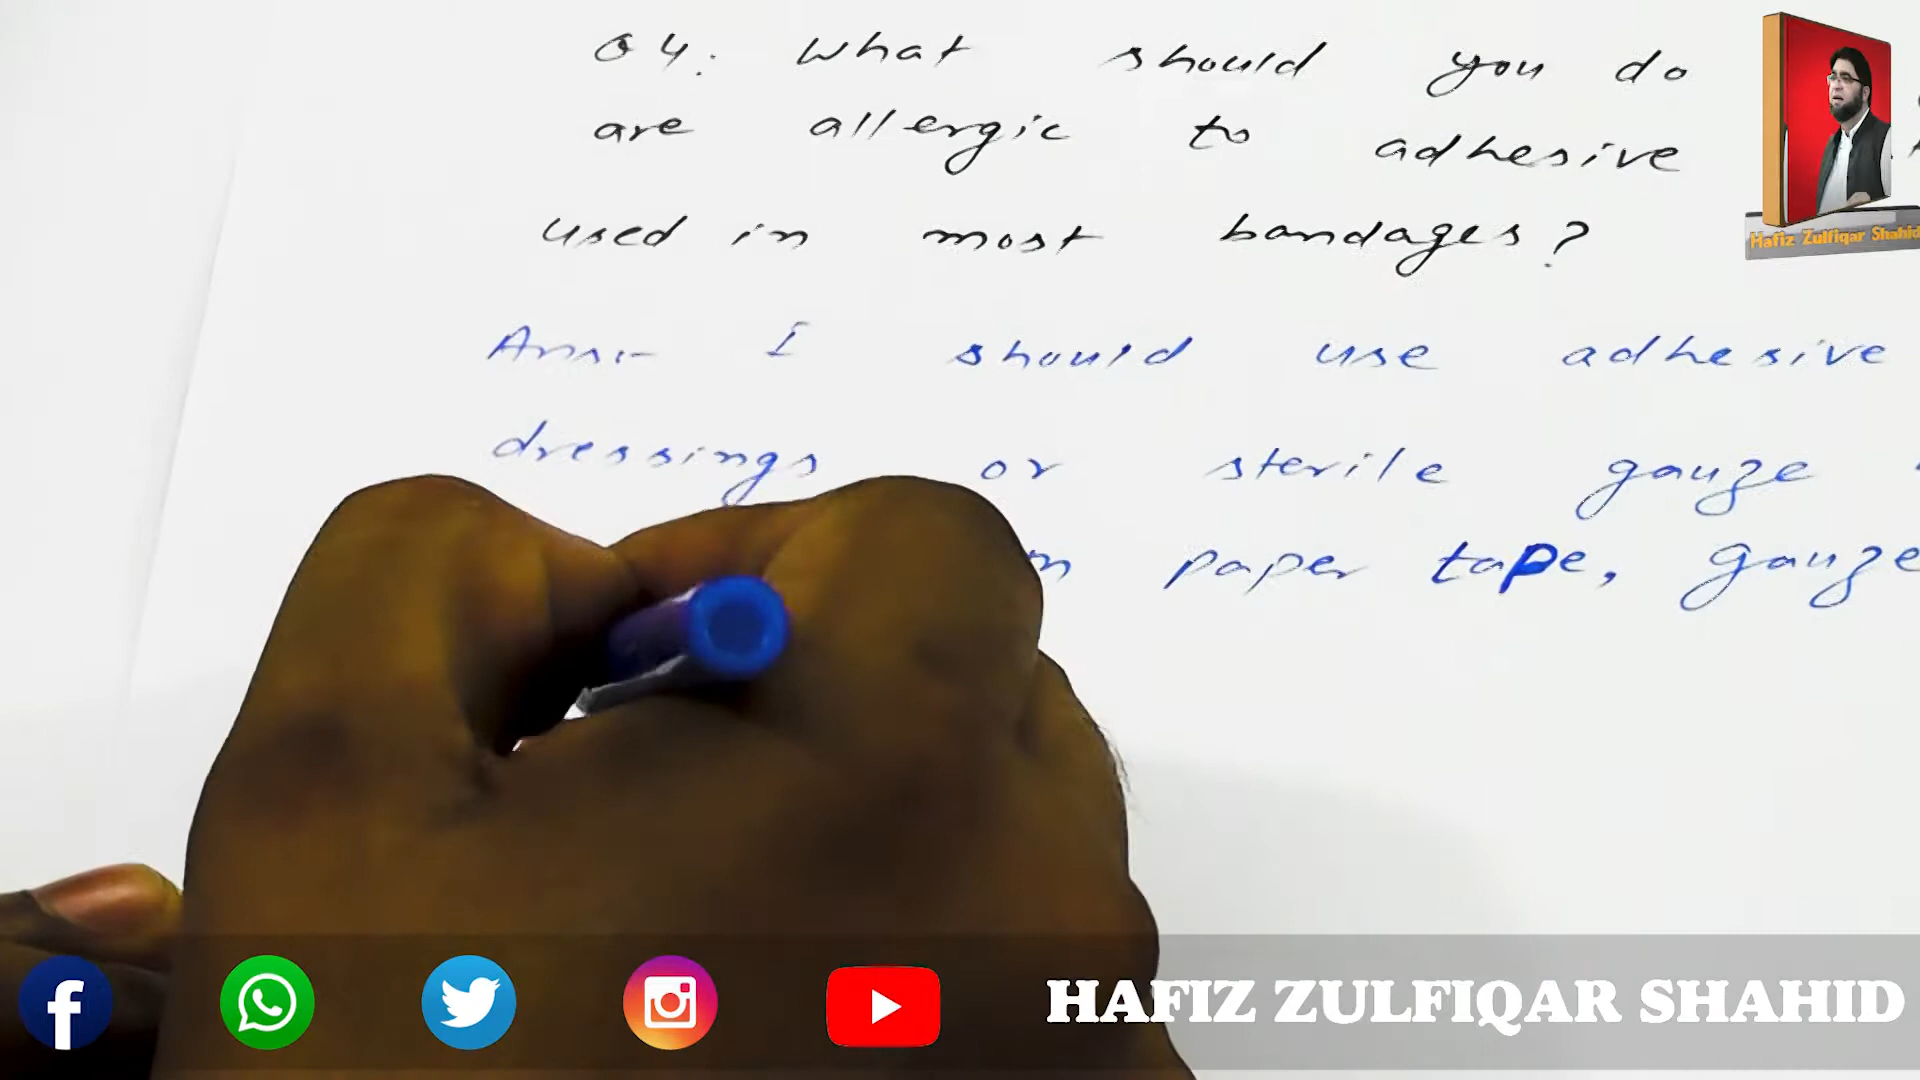 Q4: What should you do
are allergic to adhesive
used in most bandages?
Ans:- I should use adhesive
dressings or sterile gauze
paper tape, gauze
Hafiz Zulfiqar Shahid
HAFIZ ZULFIQAR SHAHID